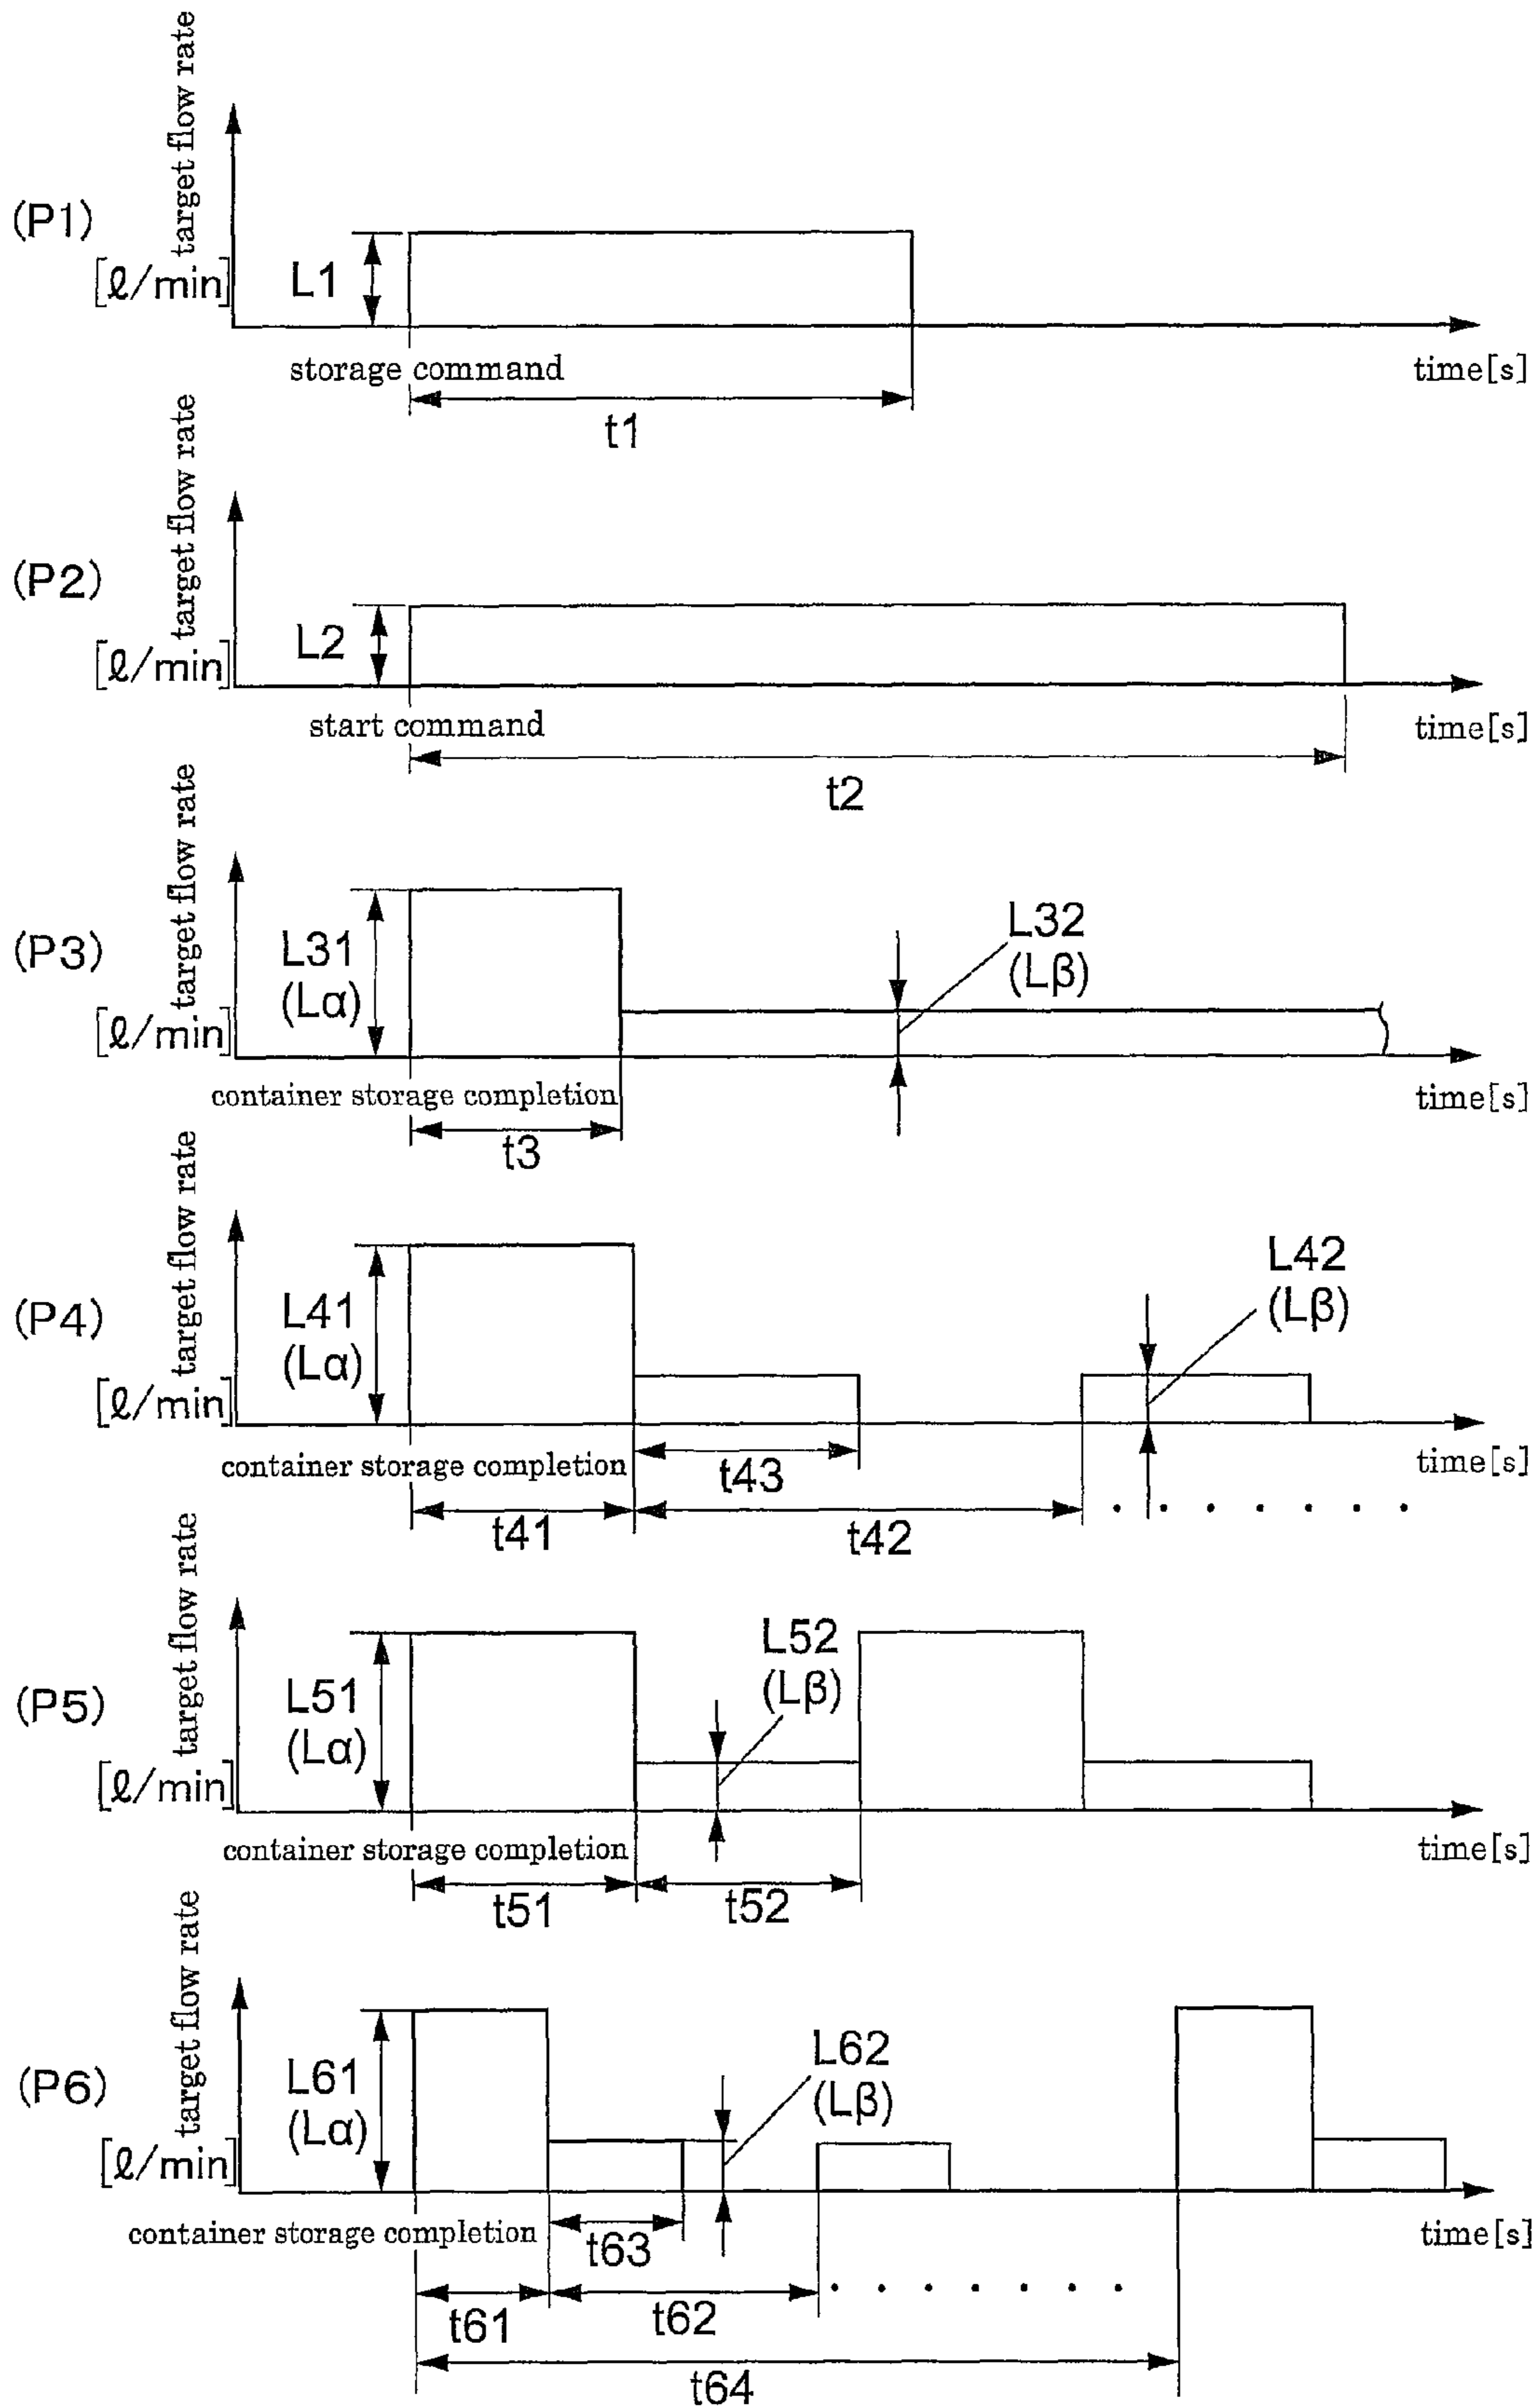 (P1)
target flow rate
[ℓ/min]
L1
storage command
time[s]
t1
(P2)
target flow rate
[ℓ/min]
L2
start command
time[s]
t2
(P3)
target flow rate
[ℓ/min]
L31
(Lα)
L32
(Lβ)
container storage completion
time[s]
t3
(P4)
target flow rate
[ℓ/min]
L41
(Lα)
L42
(Lβ)
container storage completion
time[s]
t43
t41
t42
. . . . . . .
(P5)
target flow rate
[ℓ/min]
L51
(Lα)
L52
(Lβ)
container storage completion
time[s]
t51
t52
(P6)
target flow rate
[ℓ/min]
L61
(Lα)
L62
(Lβ)
container storage completion
time[s]
t63
t61
t62
. . . . . . .
t64